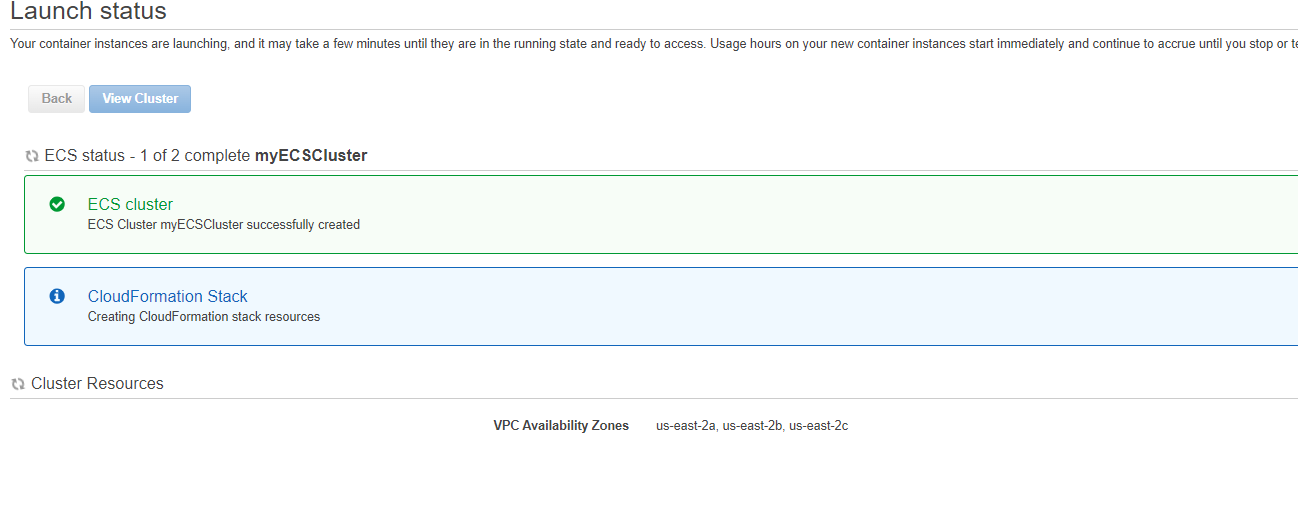 Launch status
Your container instances are launching, and it may take a few minutes until they are in the running state and ready to access. Usage hours on your new container instances start immediately and continue to accrue until you stop or
Back View Cluster
ECS status - 1 of 2 complete myECSCluster
ECS cluster
ECS Cluster myECSCluster successfully created
CloudFormation Stack
Creating CloudFormation stack resources
Cluster Resources
VPC Availability Zones us-east-2a, us-east-2b, us-east-2c